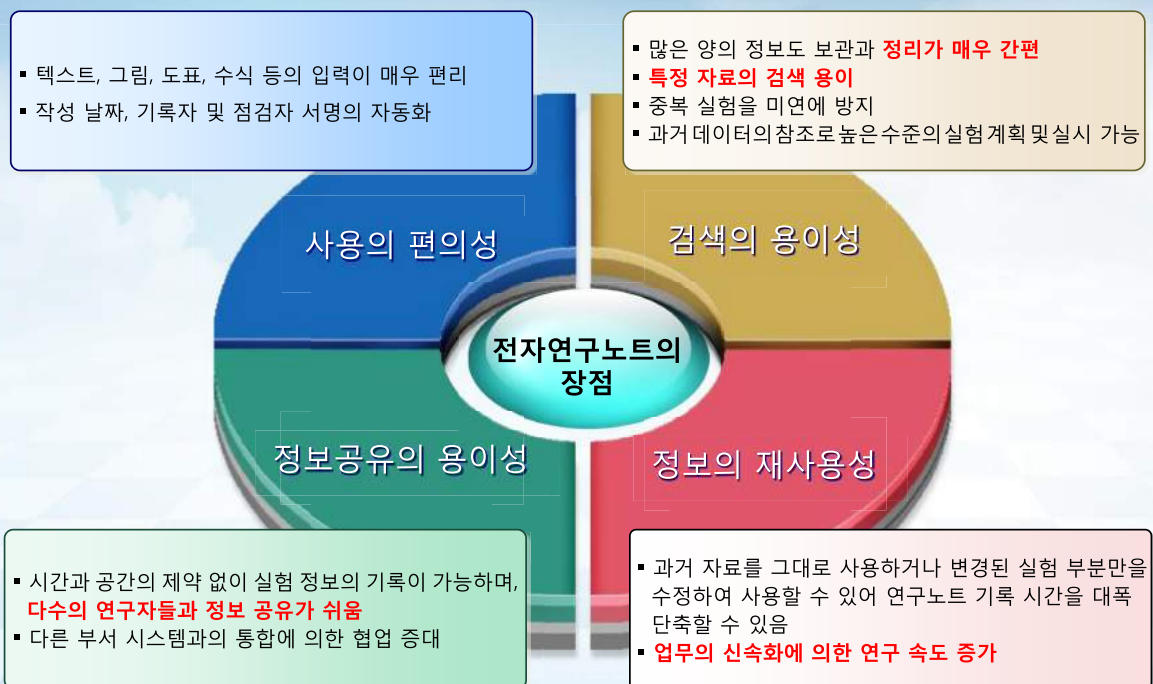 ▪ 텍스트, 그림, 도표, 수식 등의 입력이 매우 편리
▪ 작성 날짜, 기록자 및 점검자 서명의 자동화
▪ 많은 양의 정보도 보관과 정리가 매우 간편
▪ 특정 자료의 검색 용이
▪ 중복 실험을 미연에 방지
▪ 과거데이터의참조로높은수준의실험계획및실시 가능
사용의 편의성
검색의 용이성
전자연구노트의
장점
정보공유의 용이성
정보의 재사용성
▪ 시간과 공간의 제약 없이 실험 정보의 기록이 가능하며,
다수의 연구자들과 정보 공유가 쉬움
▪ 다른 부서 시스템과의 통합에 의한 협업 증대
▪ 과거 자료를 그대로 사용하거나 변경된 실험 부분만을
수정하여 사용할 수 있어 연구노트 기록 시간을 대폭
단축할 수 있음
▪ 업무의 신속화에 의한 연구 속도 증가